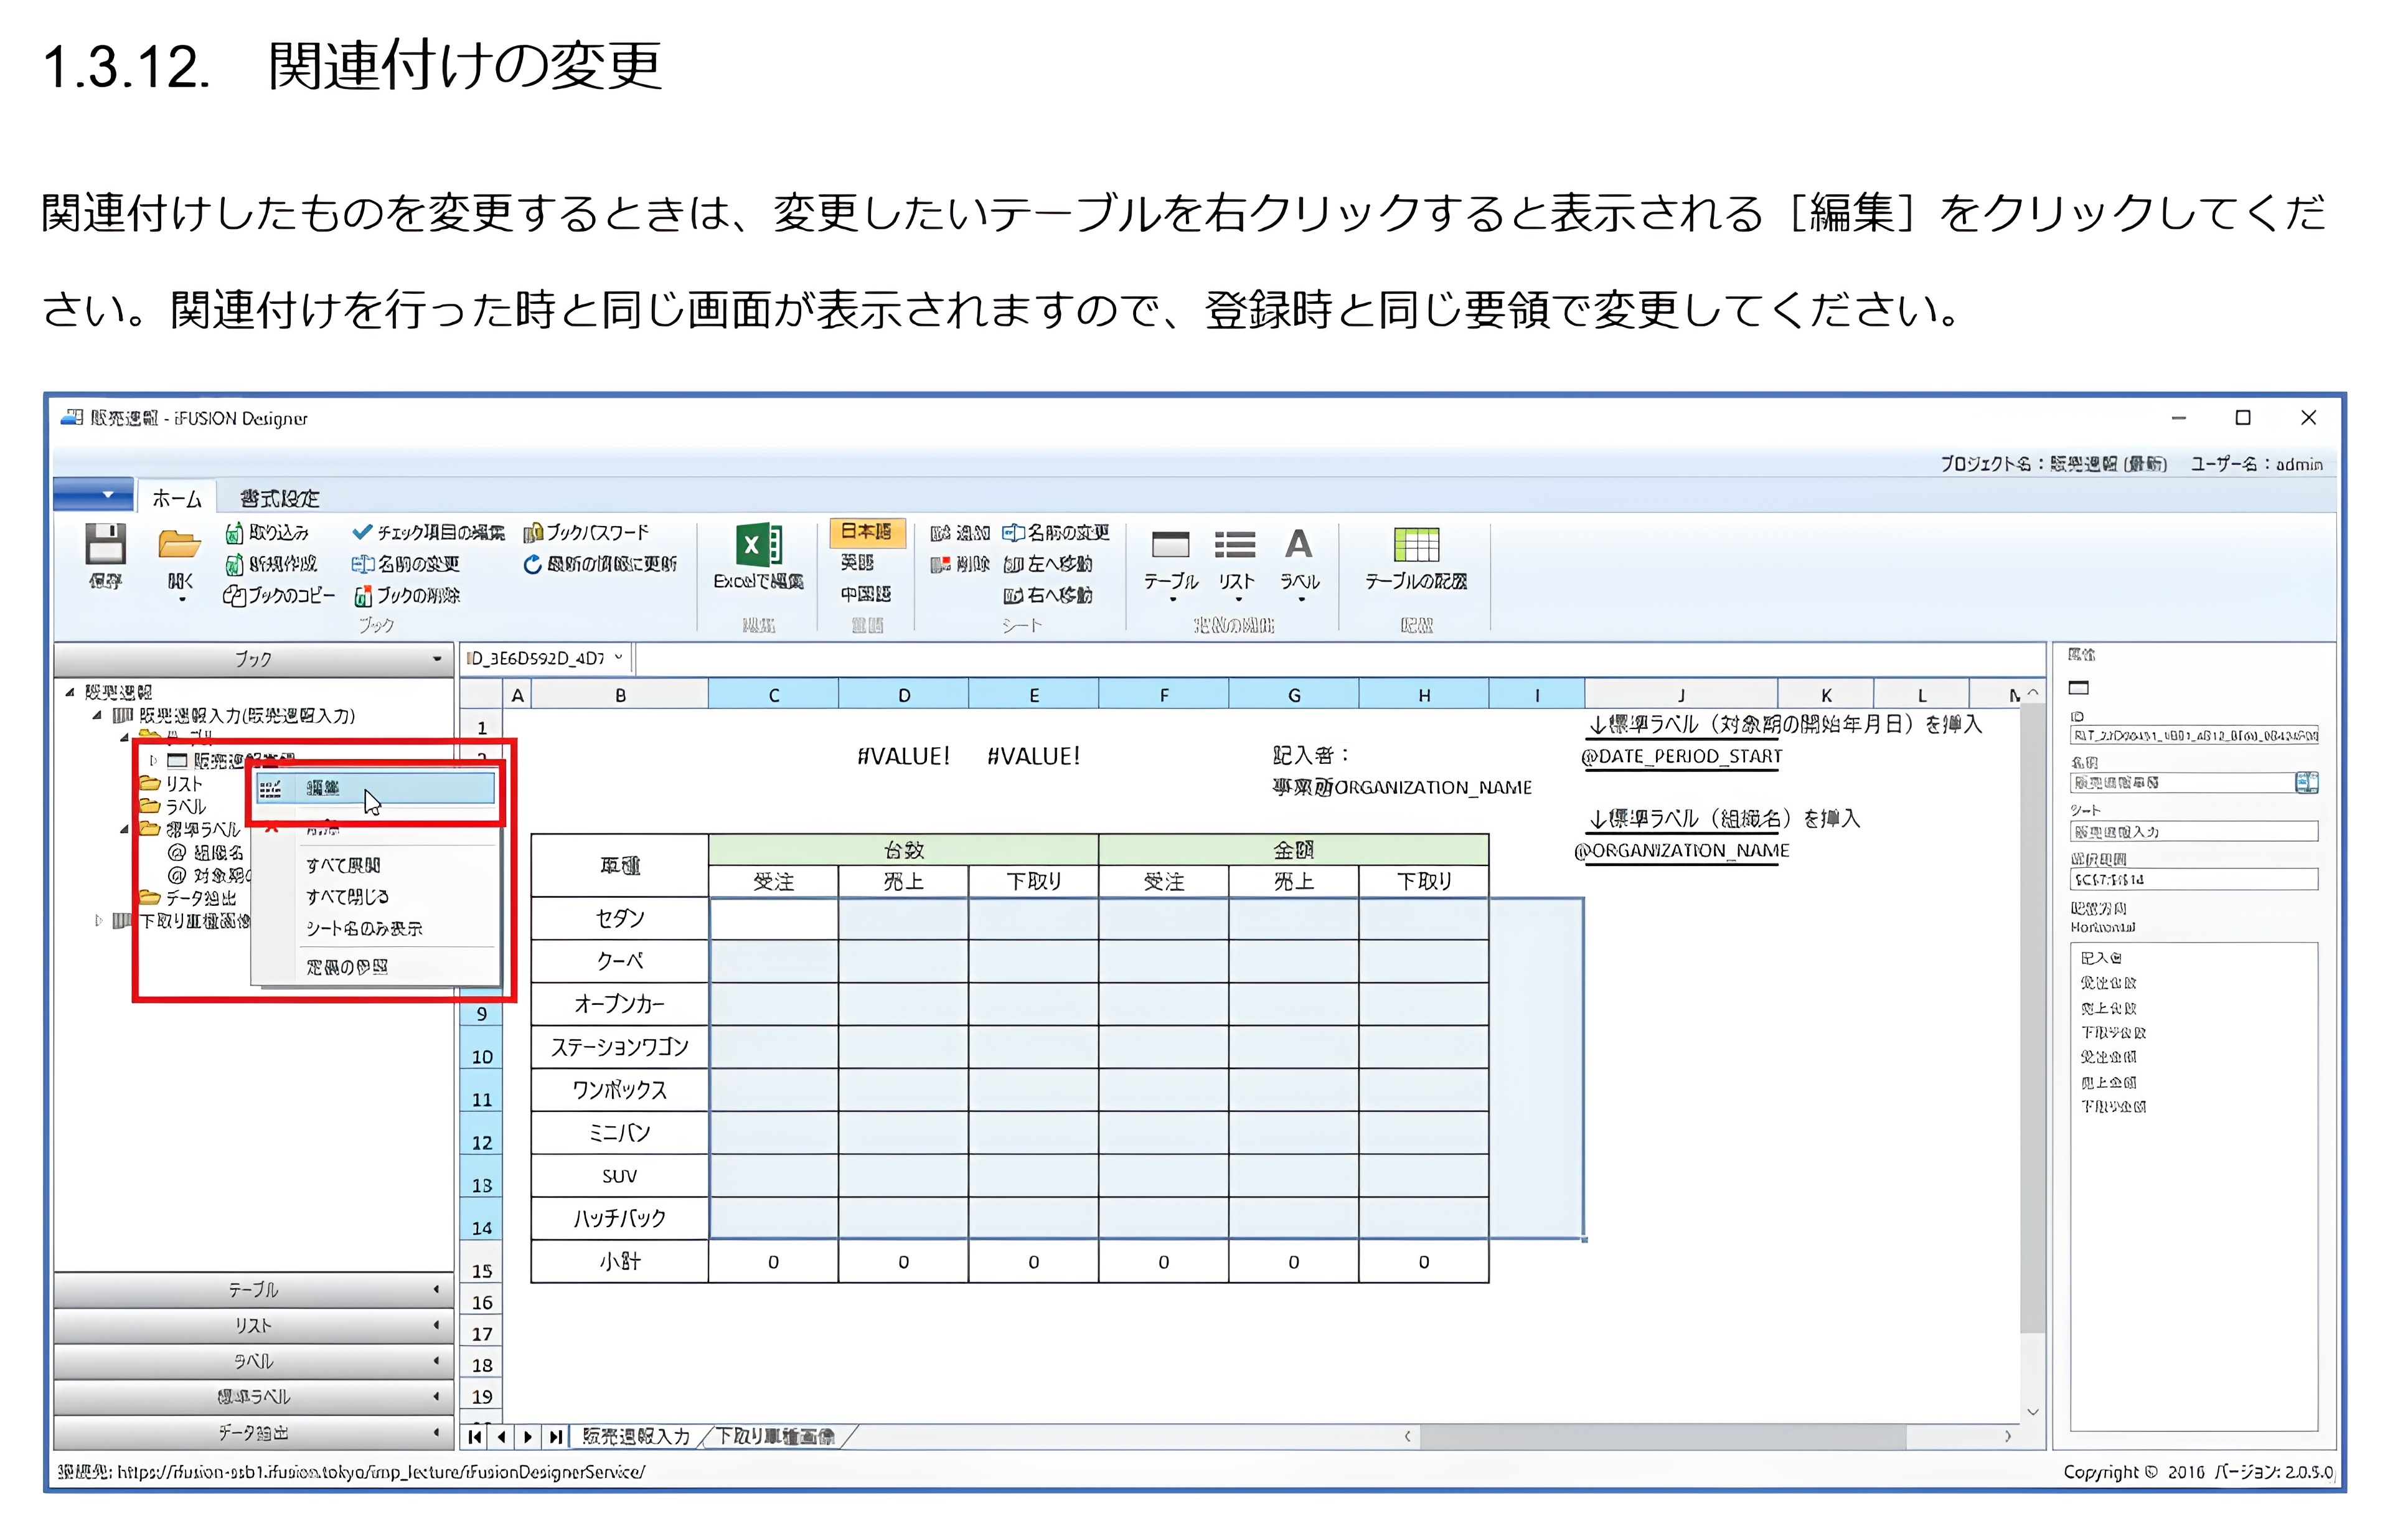 1.3.12. 関連付けの変更
関連付けしたものを変更するときは、変更したいテーブルを右クリックすると表示される［編集］をクリックしてくだ
さい。関連付けを行った時と同じ画面が表示されますので、登録時と同じ要領で変更してください。
販売週報 - iFUSION Designer
プロジェクト名：販売週報 (最新) ユーザー名：admin
ホーム 書式設定
保存 開く
取り込み チェック項目の編集 ブックパスワード
新規作成 名前の変更 最新の情報に更新
ブックのコピー ブックの削除
ブック
Excelで編集
編集
日本語
英語
中国語
言語
追加 名前の変更
削除 左へ移動
右へ移動
シート
テーブル リスト ラベル
定義の編集
テーブルの配置
配置
ブック
販売週報
販売週報入力(販売週報入力)
リスト
ラベル
標準ラベル
@ 組織名
@ 対象期の
データ抽出
下取り車種画像
編集
削除
すべて展開
すべて閉じる
シート名のみ表示
定義の参照
テーブル
リスト
ラベル
標準ラベル
データ抽出
ID_3E6D592D_4D7
A B C D E F G H I J K L M
1 ↓標準ラベル（対象期の開始年月日）を挿入
2 #VALUE! #VALUE! 記入者： @DATE_PERIOD_START
事業所ORGANIZATION_NAME
↓標準ラベル（組織名）を挿入
@ORGANIZATION_NAME
車種 台数 金額
受注 売上 下取り 受注 売上 下取り
セダン
クーペ
9 オープンカー
10 ステーションワゴン
11 ワンボックス
12 ミニバン
13 SUV
14 ハッチバック
15 小計 0 0 0 0 0 0
16
17
18
19
販売週報入力 下取り車種画像
属性
ID
名前
シート
販売週報入力
選択範囲
配置方向
Horizontal
記入者
受注台数
売上台数
下取り台数
受注金額
売上金額
下取り金額
接続先: https://ifusion-ssb1.ifusion.tokyo/imp_lecture/iFusionDesignerService/
Copyright © 2016 バージョン: 2.0.5.0